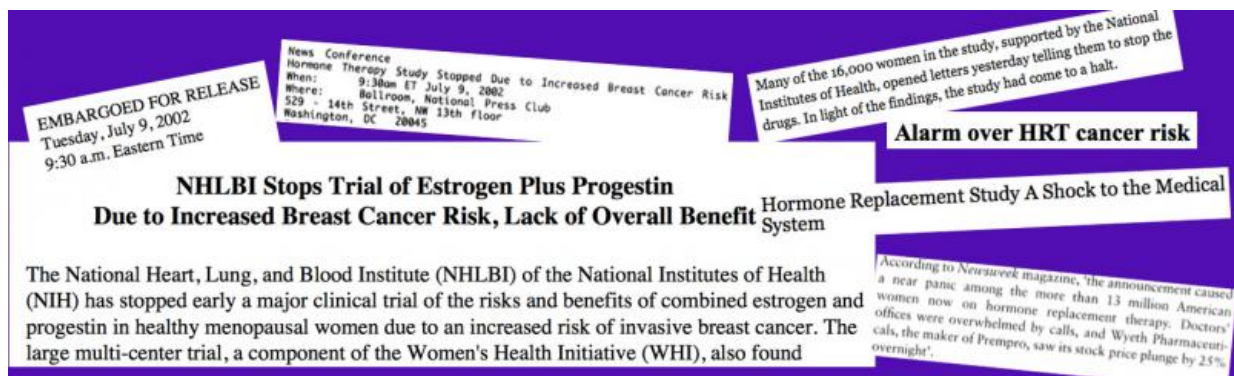 EMBARGOED FOR RELEASE
Tuesday, July 9, 2002
9:30 a.m. Eastern Time
News Conference
Hormone Therapy Study Stopped Due to Increased Breast Cancer Risk
When: 9:30am ET July 9, 2002
Where: Ballroom, National Press Club
529 - 14th Street, NW 13th floor
Washington, DC 20045
Many of the 16,000 women in the study, supported by the National
Institutes of Health, opened letters yesterday telling them to stop the
drugs. In light of the findings, the study had come to a halt.
Alarm over HRT cancer risk
NHLBI Stops Trial of Estrogen Plus Progestin
Due to Increased Breast Cancer Risk, Lack of Overall Benefit
Hormone Replacement Study A Shock to the Medical
System
The National Heart, Lung, and Blood Institute (NHLBI) of the National Institutes of Health
(NIH) has stopped early a major clinical trial of the risks and benefits of combined estrogen and
progestin in healthy menopausal women due to an increased risk of invasive breast cancer. The
large multi-center trial, a component of the Women's Health Initiative (WHI), also found
According to Newsweek magazine, 'the announcement caused
a near panic among the more than 13 million American
women now on hormone replacement therapy. Doctors'
offices were overwhelmed by calls, and Wyeth Pharmaceuti-
cals, the maker of Prempro, saw its stock price plunge by 25%
overnight'.